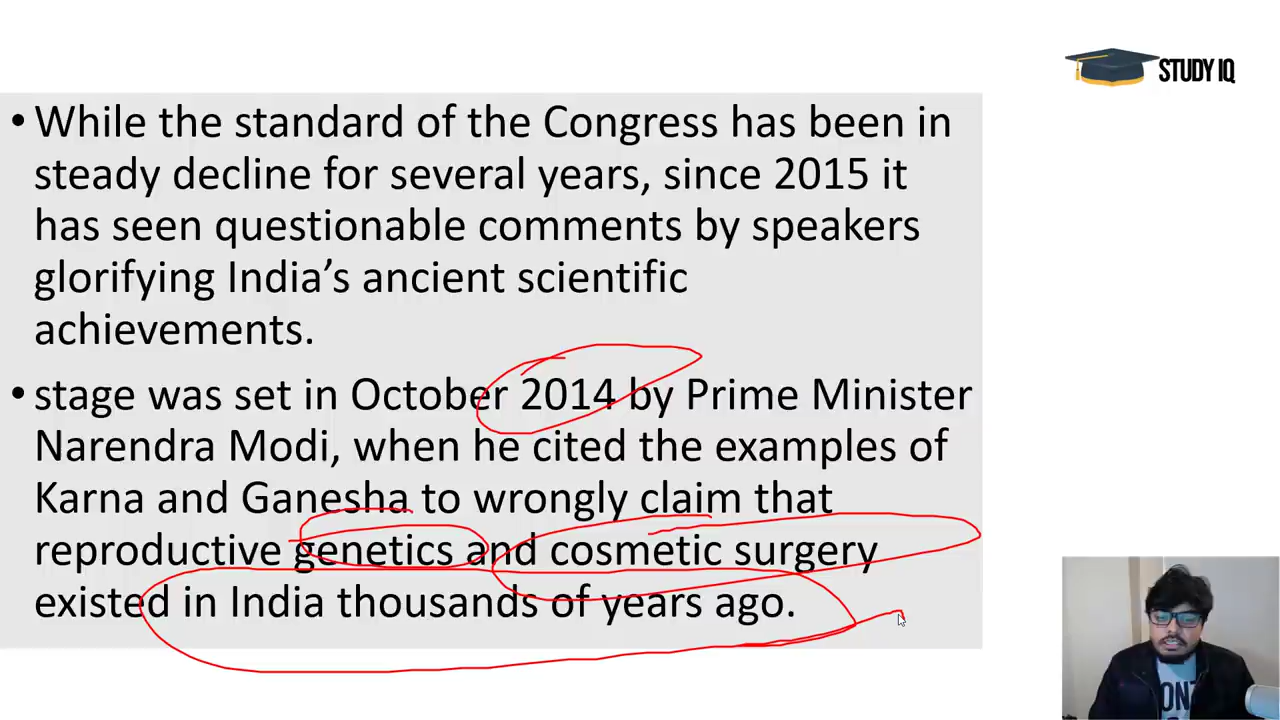 STUDY IQ
• While the standard of the Congress has been in
steady decline for several years, since 2015 it
has seen questionable comments by speakers
glorifying India's ancient scientific
achievements.
• stage was set in October 2014 by Prime Minister
Narendra Modi, when he cited the examples of
Karna and Ganesha to wrongly claim that
reproductive genetics and cosmetic surgery
existed in India thousands of years ago.